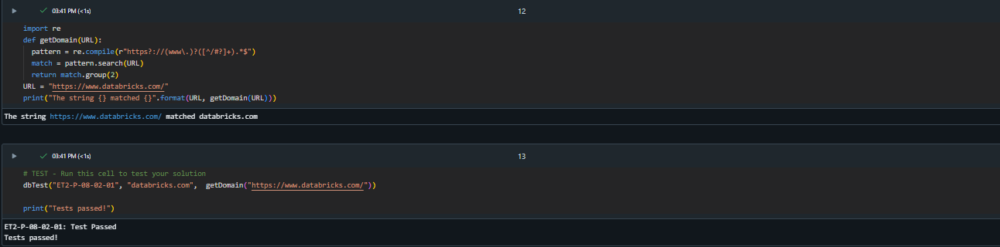 03:41 PM (<1s)
12
import re
def getDomain(URL):
  pattern = re.compile(r"https?://(www\.)?([^/#?]+).*$")
  match = pattern.search(URL)
  return match.group(2)
URL = "https://www.databricks.com/"
print("The string {} matched {}".format(URL, getDomain(URL)))
The string https://www.databricks.com/ matched databricks.com
03:41 PM (<1s)
13
# TEST - Run this cell to test your solution
dbTest("ET2-P-08-02-01", "databricks.com",  getDomain("https://www.databricks.com/"))
print("Tests passed!")
ET2-P-08-02-01: Test Passed
Tests passed!